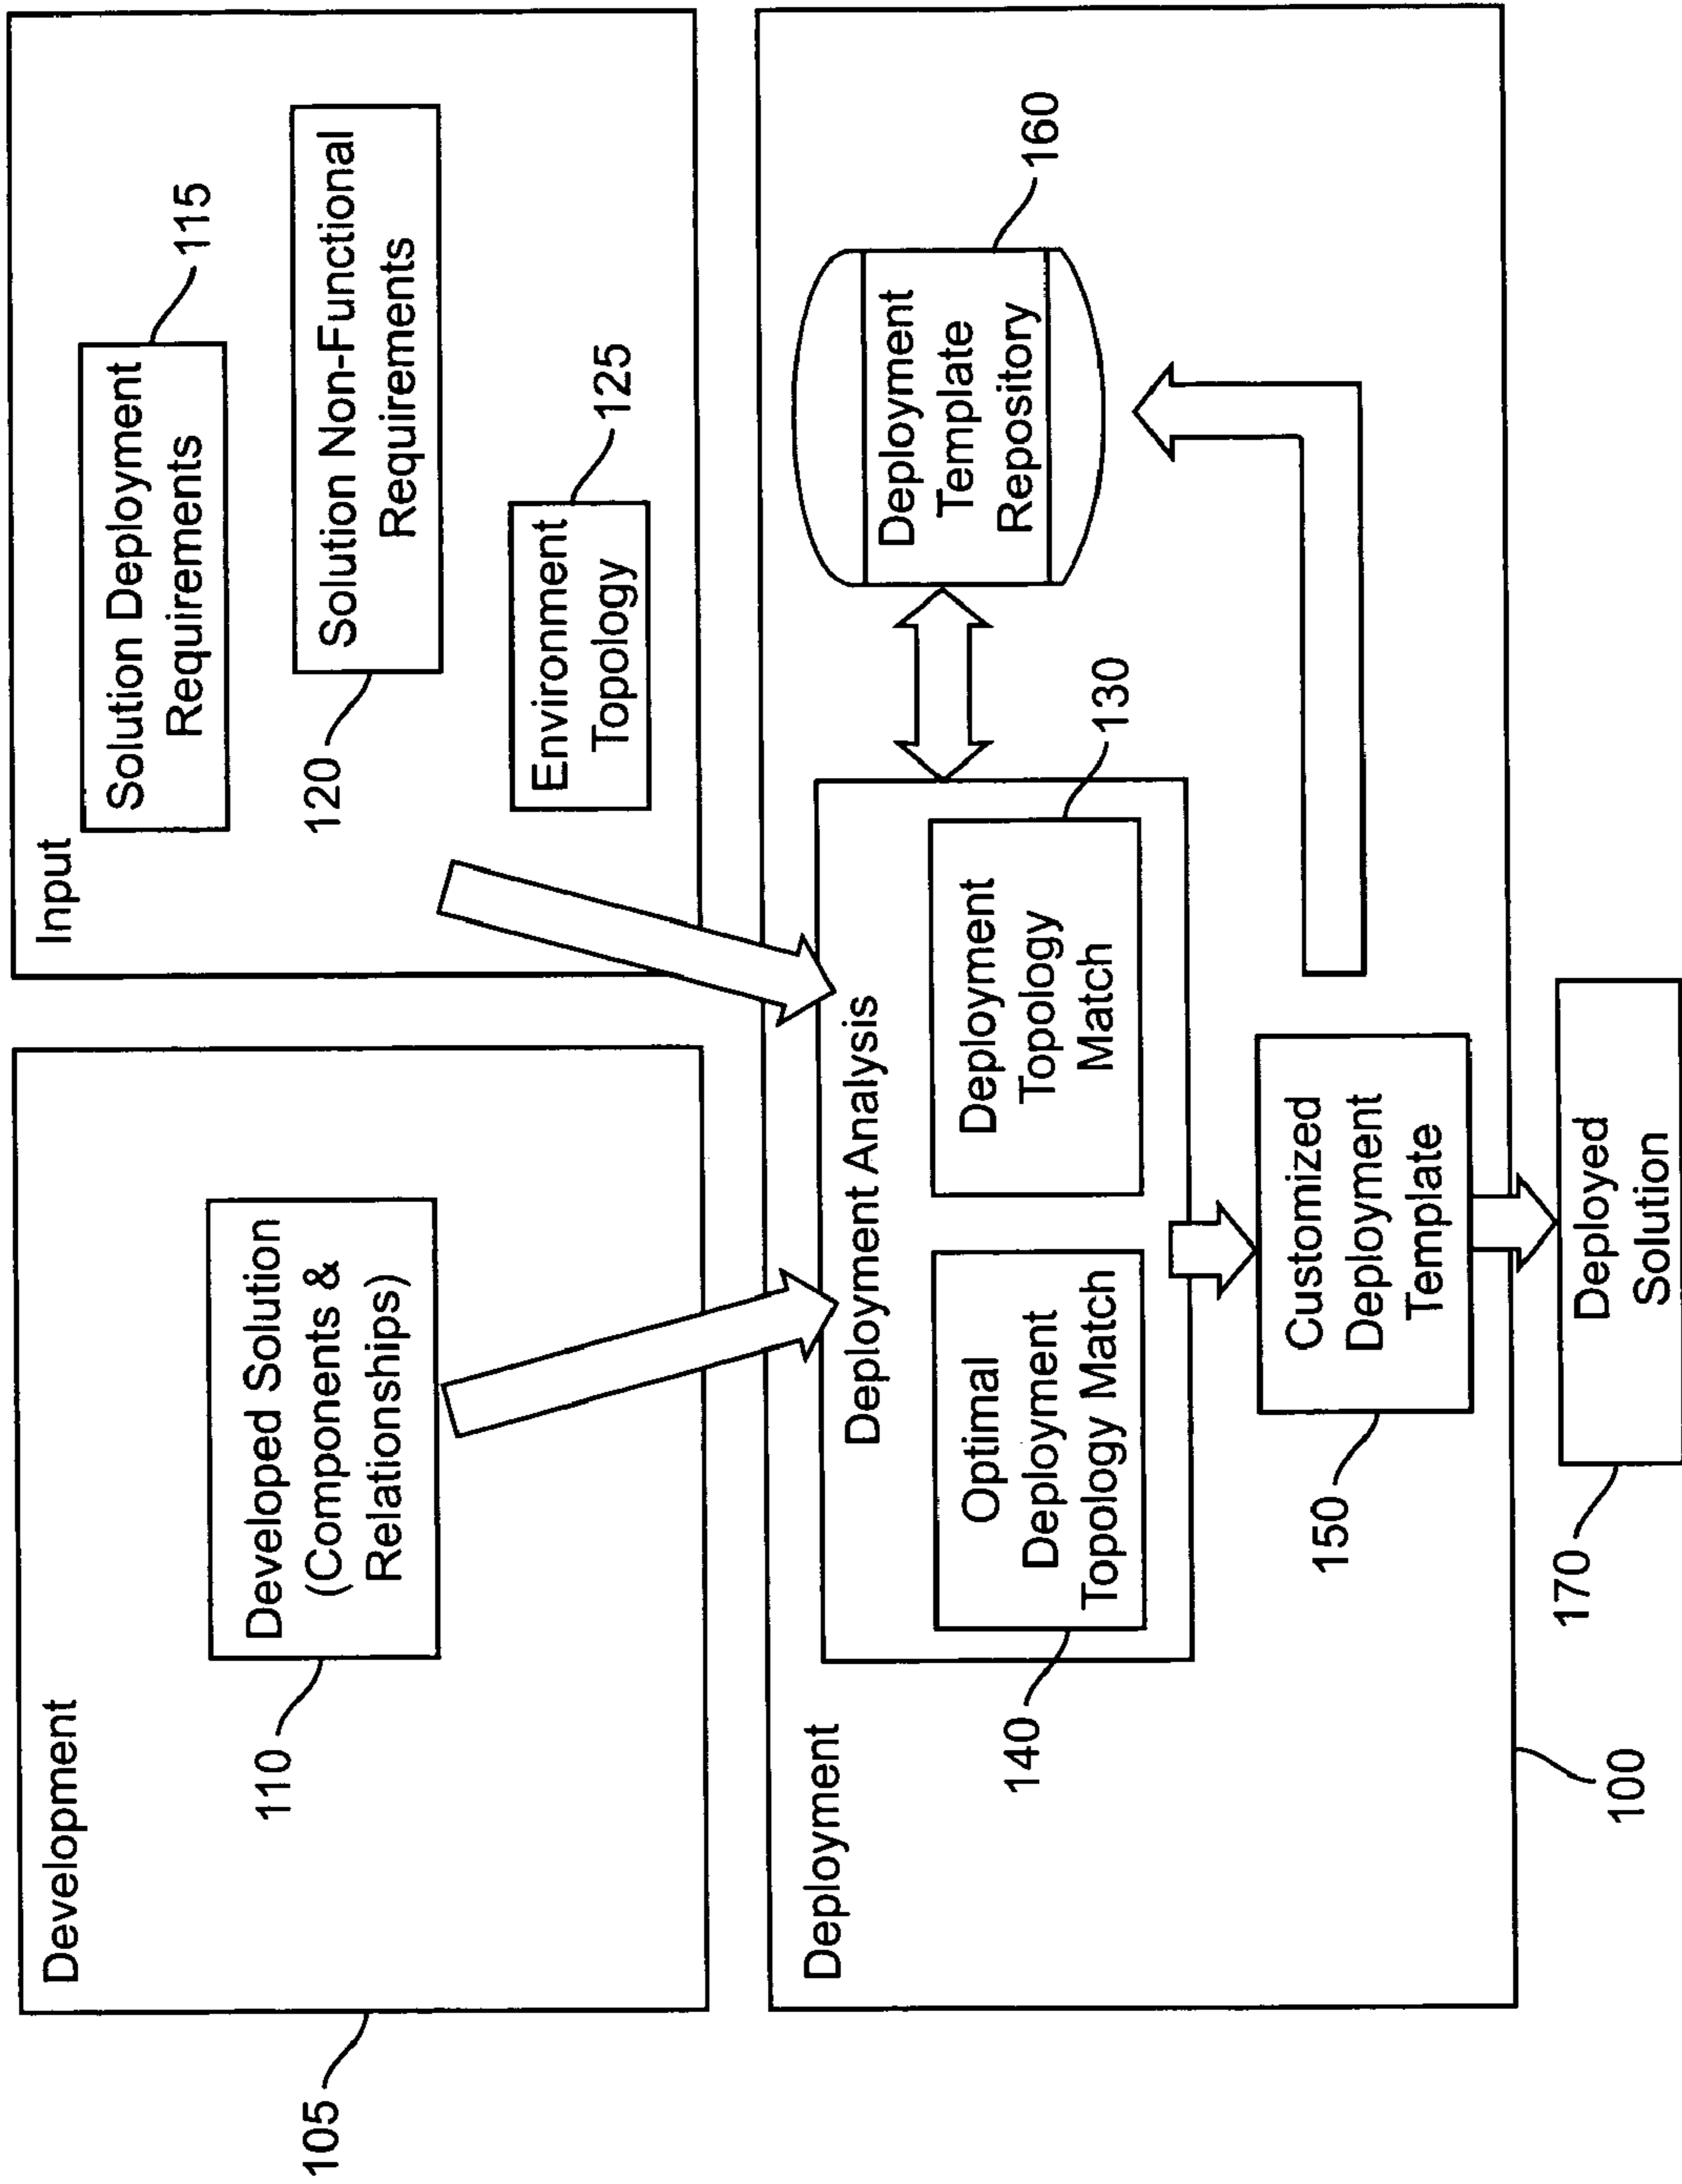 Development
105
Developed Solution
(Components &
Relationships)
110
Input
Solution Deployment
Requirements
115
Solution Non-Functional
Requirements
120
Environment
Topology
125
Deployment
Deployment Analysis
Optimal
Deployment
Topology Match
140
Deployment
Topology
Match
130
Deployment
Template
Repository
160
Customized
Deployment
Template
150
100
Deployed
Solution
170